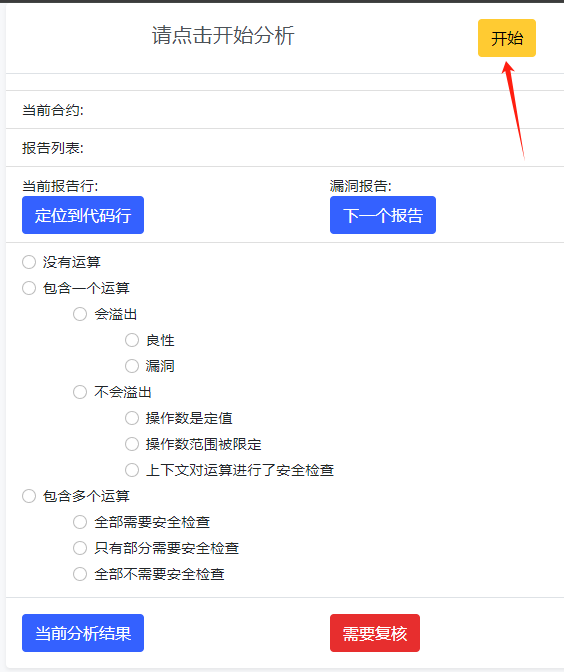 请点击开始分析 开始
当前合约:
报告列表:
当前报告行: 漏洞报告:
定位到代码行 下一个报告
没有运算
包含一个运算
会溢出
良性
漏洞
不会溢出
操作数是定值
操作数范围被限定
上下文对运算进行了安全检查
包含多个运算
全部需要安全检查
只有部分需要安全检查
全部不需要安全检查
当前分析结果 需要复核